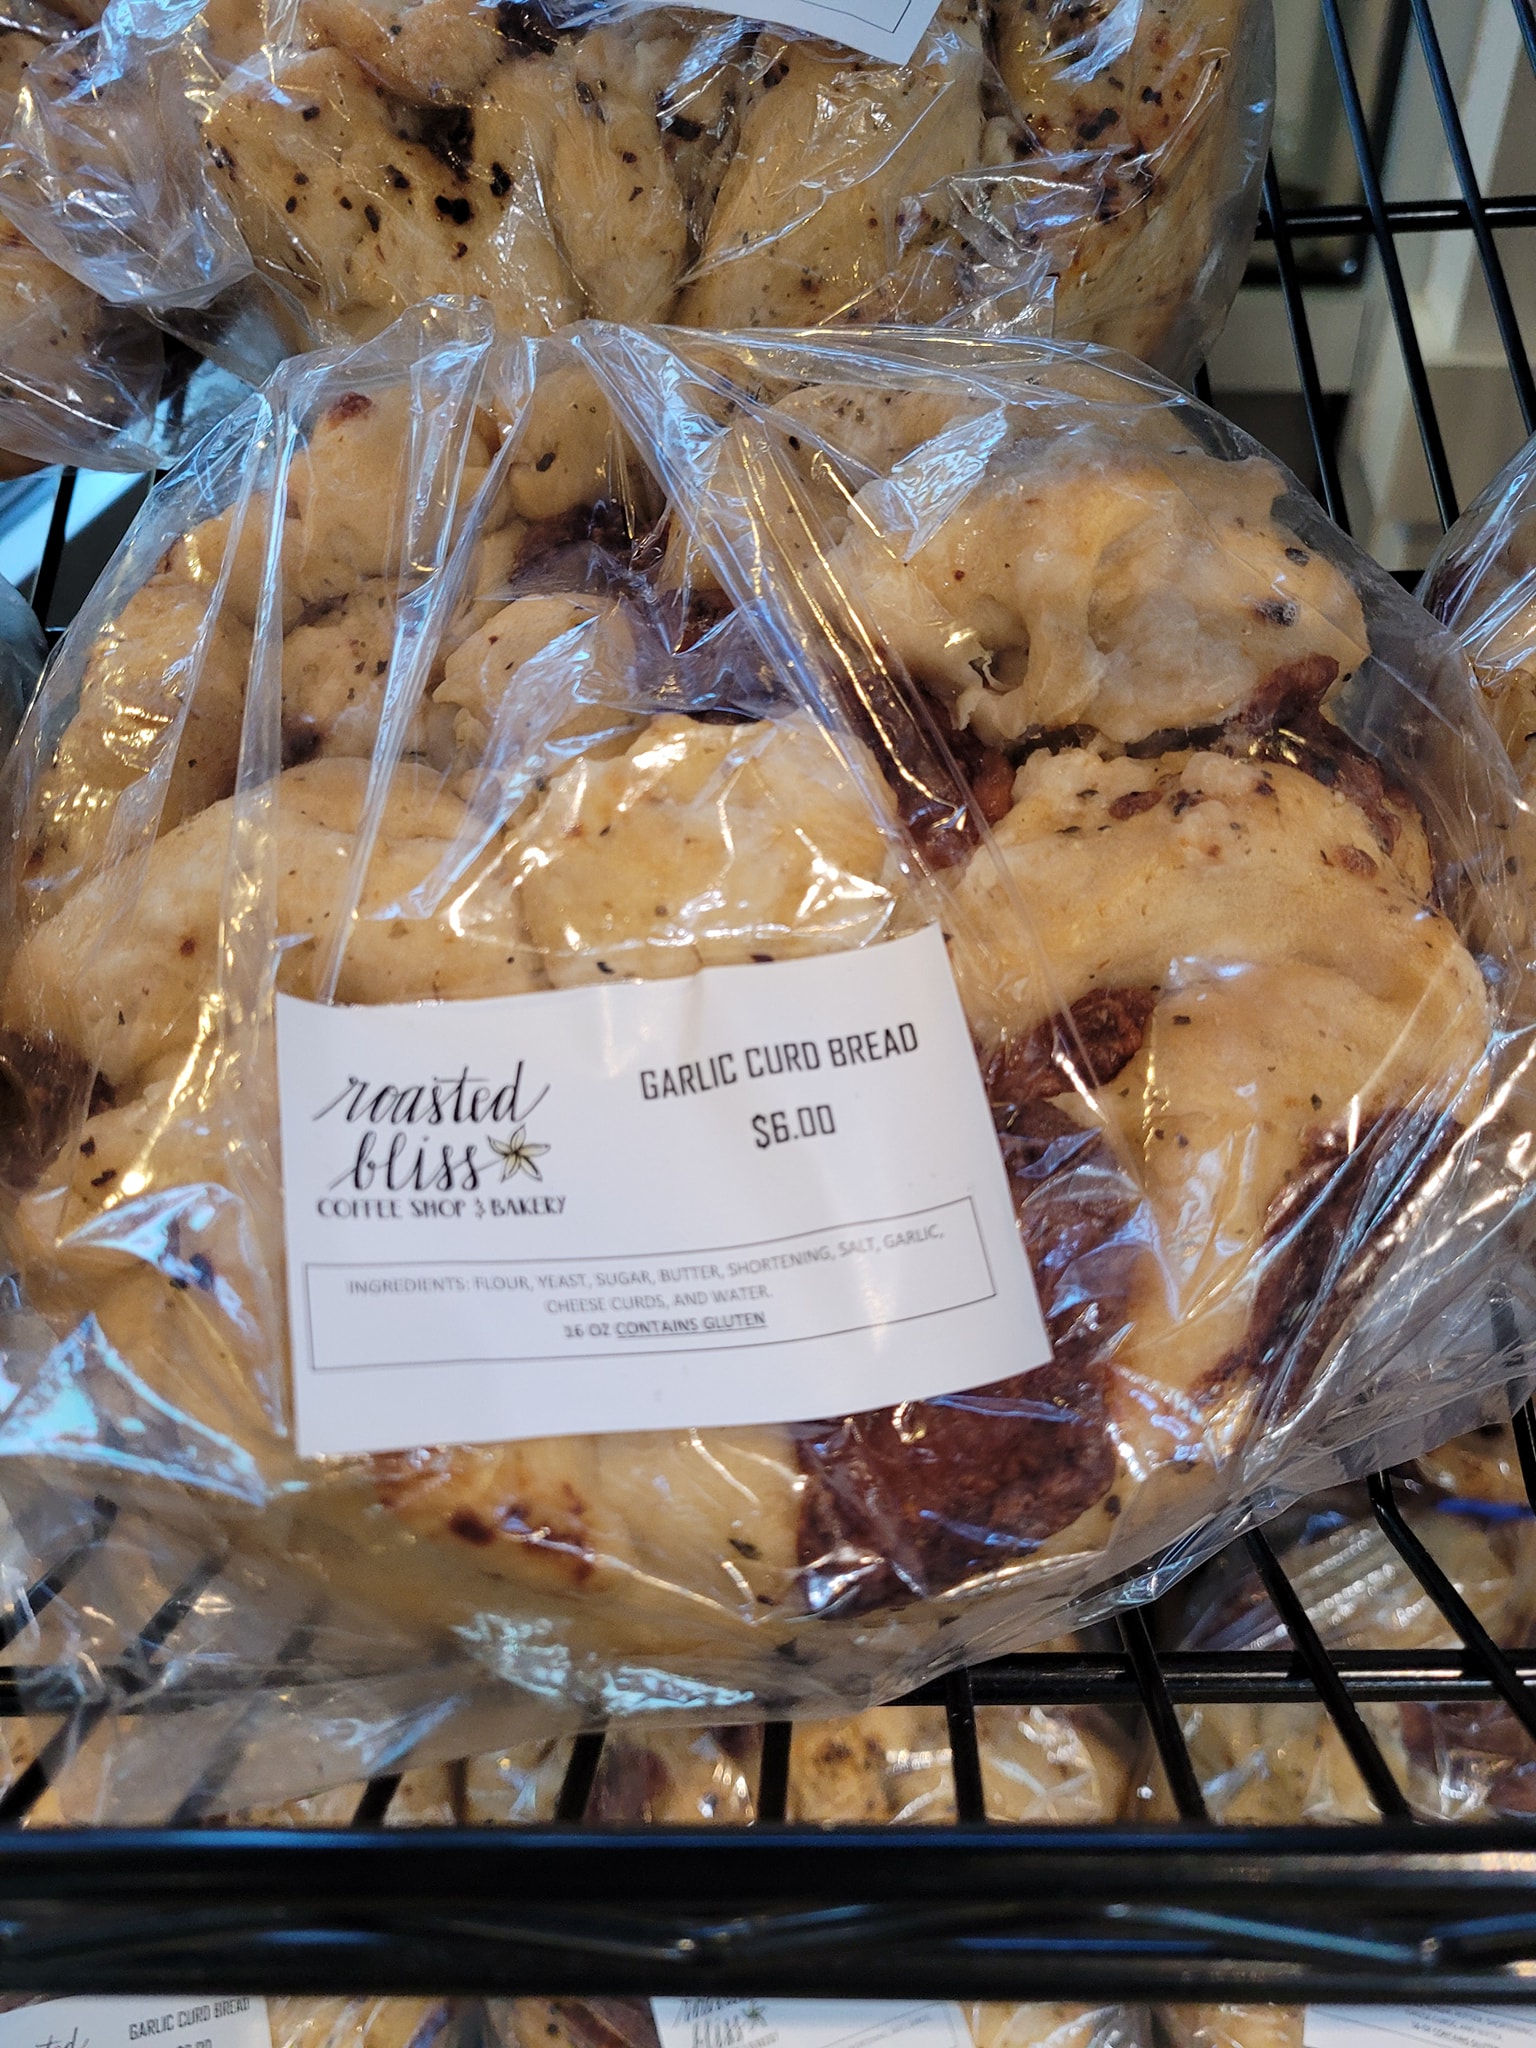 roasted
bliss
COFFEE SHOP & BAKERY
GARLIC CURD BREAD
$6.00
INGREDIENTS: FLOUR, YEAST, SUGAR, BUTTER, SHORTENING, SALT, GARLIC,
CHEESE CURDS, AND WATER.
16 OZ CONTAINS GLUTEN
GARLIC CURD BREAD
bliss